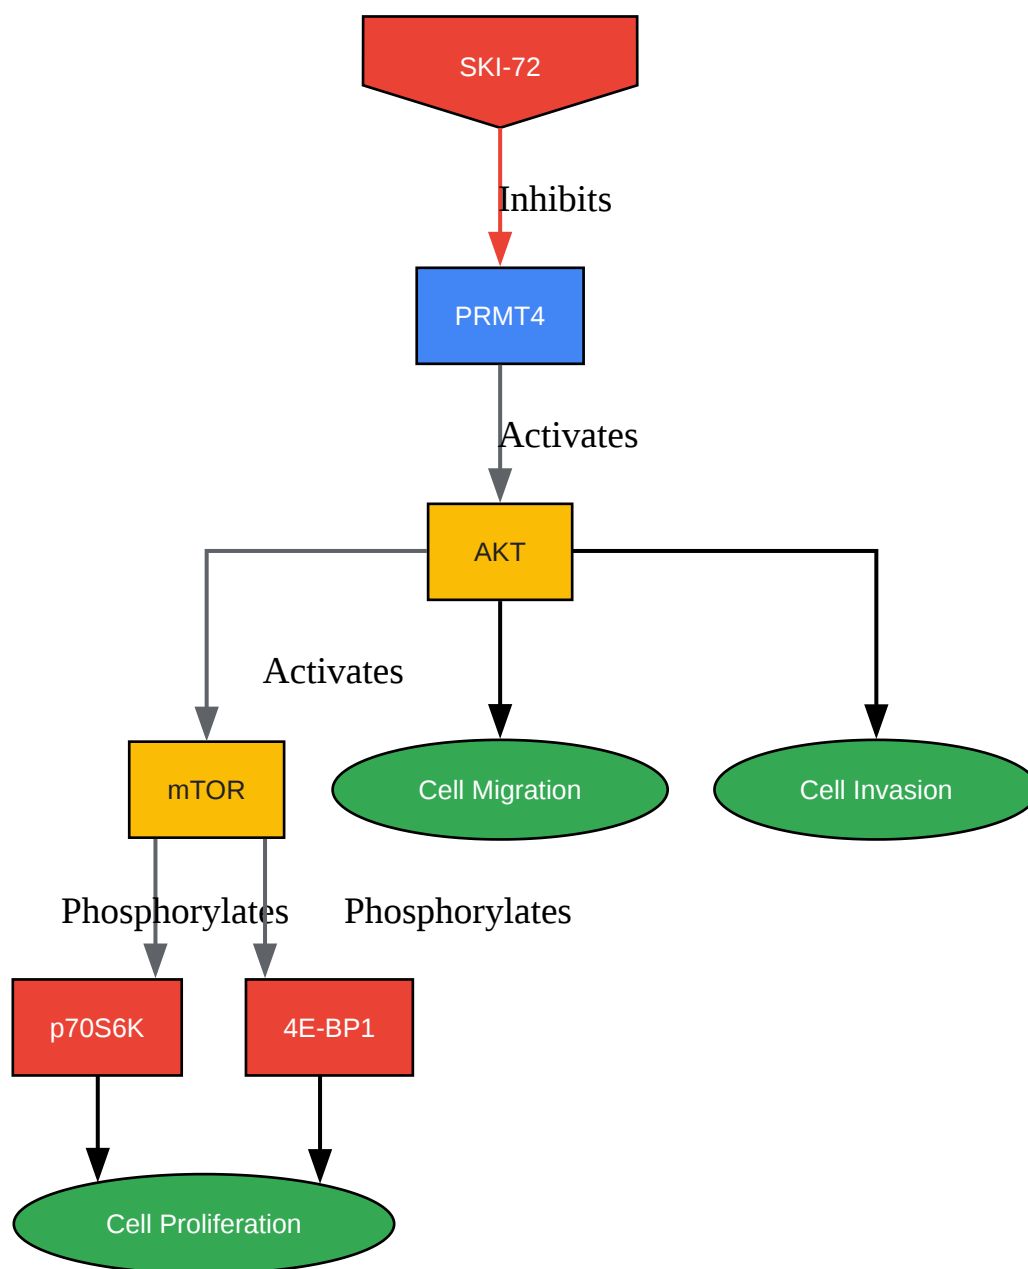 SKI-72
Inhibits
PRMT4
Activates
AKT
Activates
mTOR
Cell Migration
Cell Invasion
Phosphorylates
Phosphorylates
p70S6K
4E-BP1
Cell Proliferation